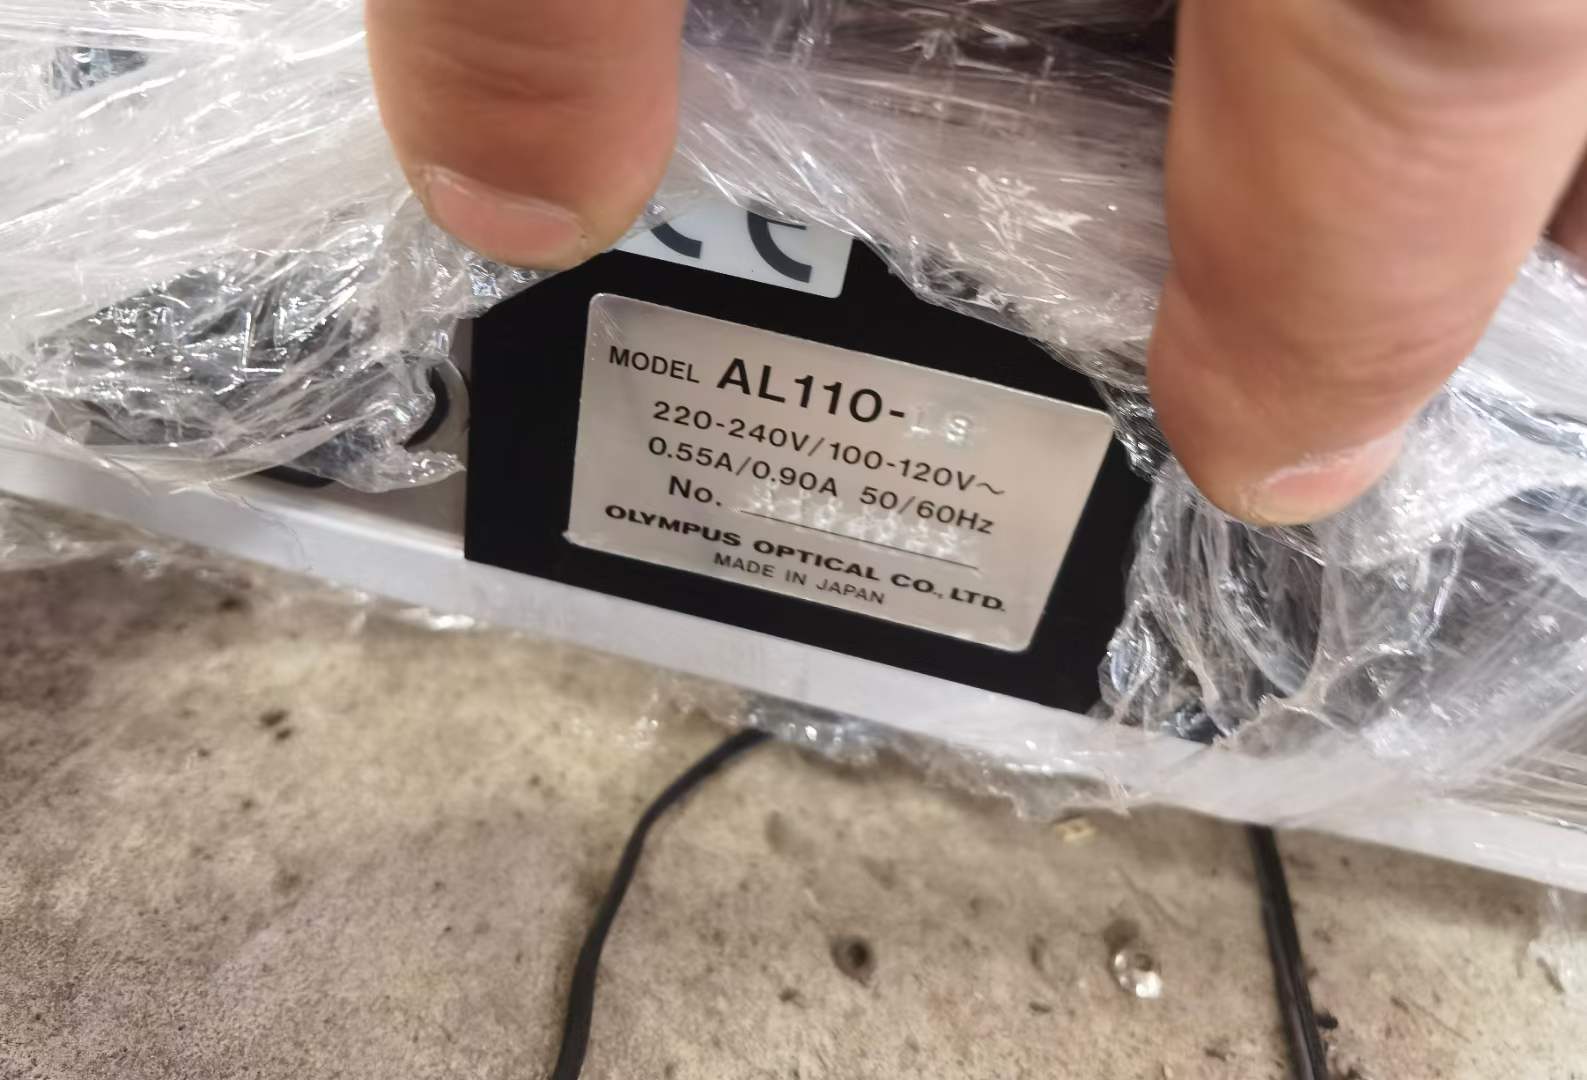 CE
MODEL AL110-
220-240V/100-120V~
0.55A/0.90A 50/60Hz
No.
OLYMPUS OPTICAL CO., LTD.
MADE IN JAPAN